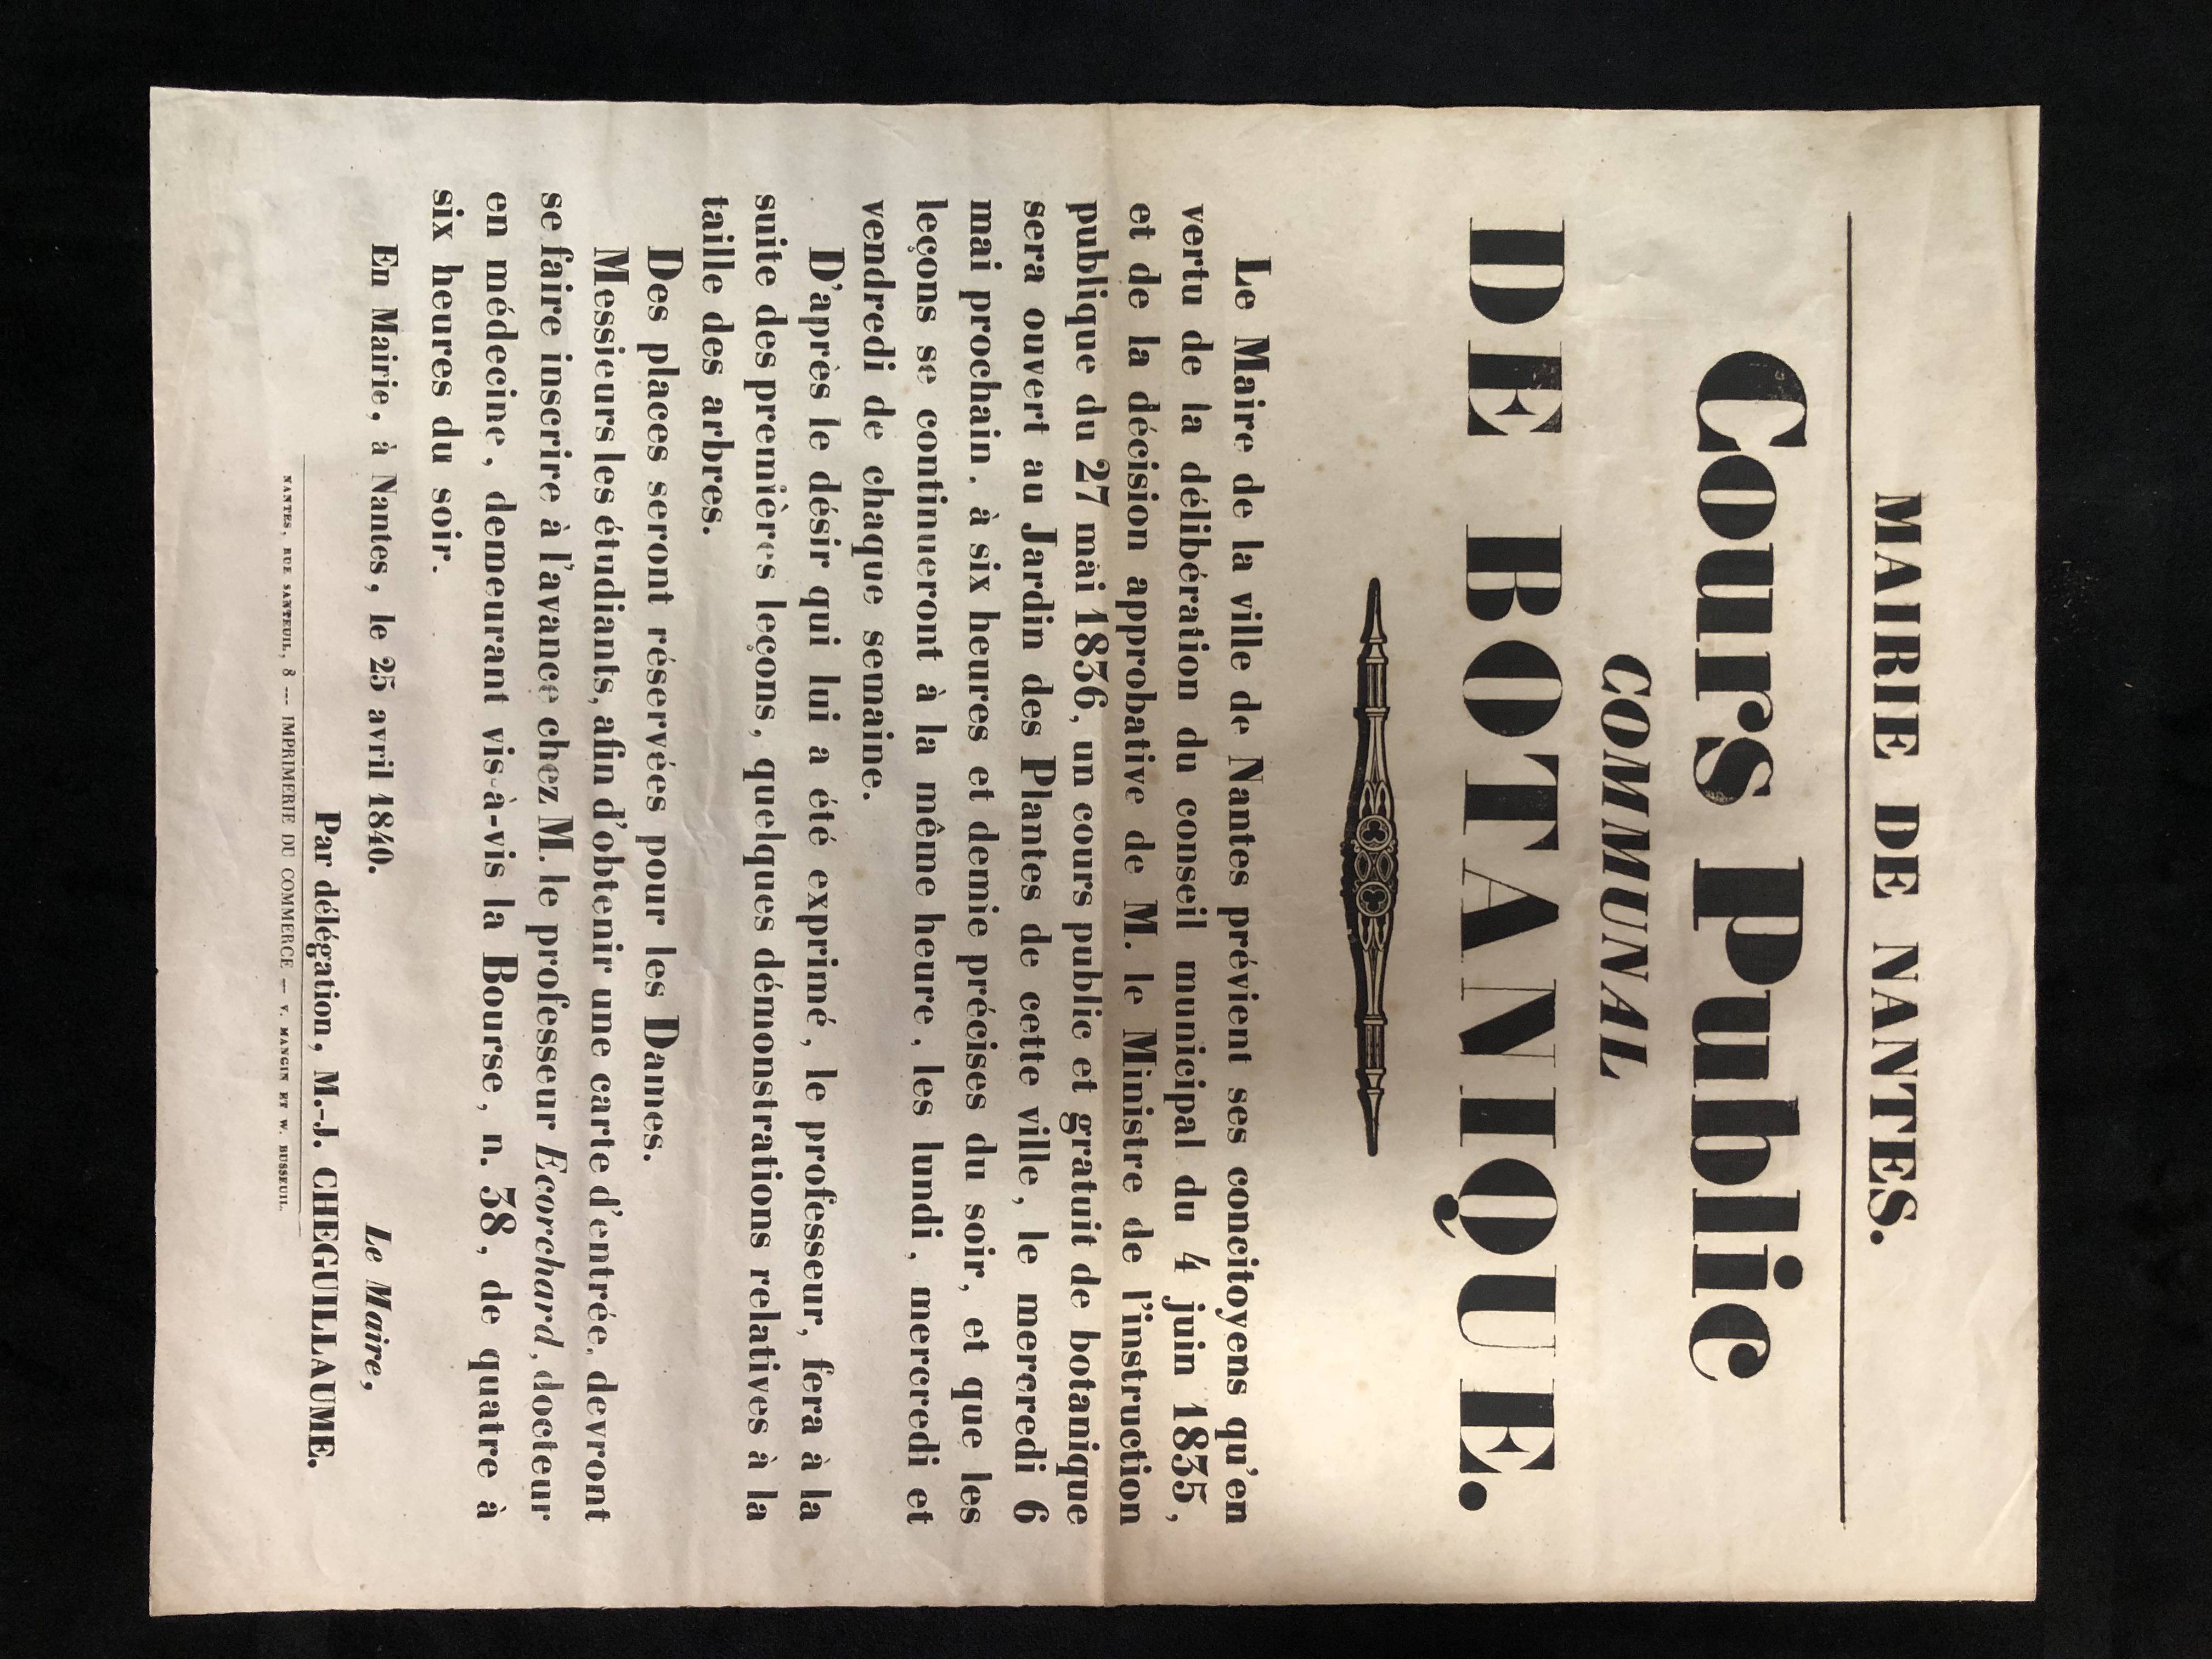 MAIRIE DE NANTES.
Cours Public
COMMUNAL
DE BOTANIQUE.
Le Maire de la ville de Nantes prévient ses concitoyens qu'en
vertu de la délibération du conseil municipal du 4 juin 1835,
et de la décision approbative de M. le Ministre de l'instruction
publique du 27 mai 1836, un cours public et gratuit de botanique
sera ouvert au Jardin des Plantes de cette ville, le mercredi 6
mai prochain, à six heures et demie précises du soir, et que les
leçons se continueront à la même heure, les lundi, mercredi et
vendredi de chaque semaine.
D'après le désir qui lui a été exprimé, le professeur, fera à la
suite des premières leçons, quelques démonstrations relatives à la
taille des arbres.
Des places seront réservées pour les Dames.
Messieurs les étudiants, afin d'obtenir une carte d'entrée, devront
se faire inscrire à l'avance chez M. le professeur Ecorchard, docteur
en médecine, demeurant vis-à-vis la Bourse, n. 38, de quatre à
six heures du soir.
En Mairie, à Nantes, le 25 avril 1840.
Le Maire,
Par délégation, M.-J. CHEGUILLAUME.
NANTES, RUE SANTEUIL, 8 --- IMPRIMERIE DU COMMERCE — V. MANGIN ET W. BUSSEUIL.